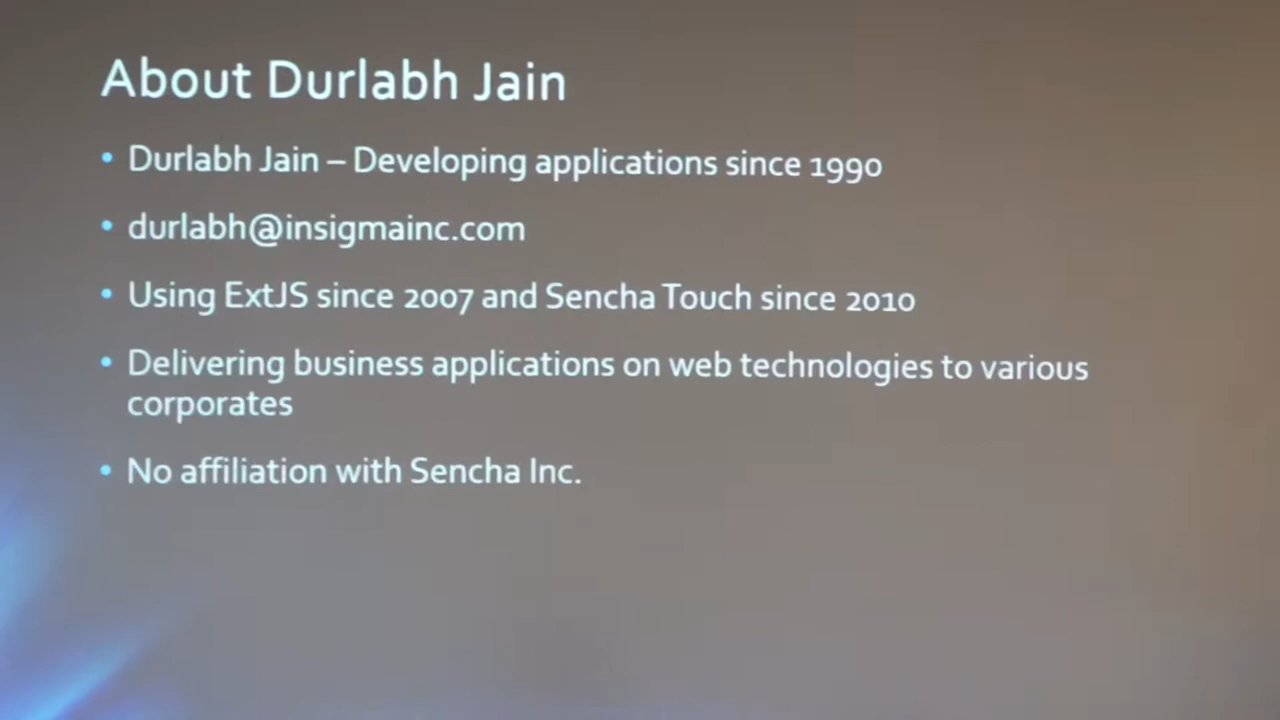 About Durlabh Jain
• Durlabh Jain – Developing applications since 1990
• durlabh@insigmainc.com
• Using ExtJS since 2007 and Sencha Touch since 2010
• Delivering business applications on web technologies to various
corporates
• No affiliation with Sencha Inc.